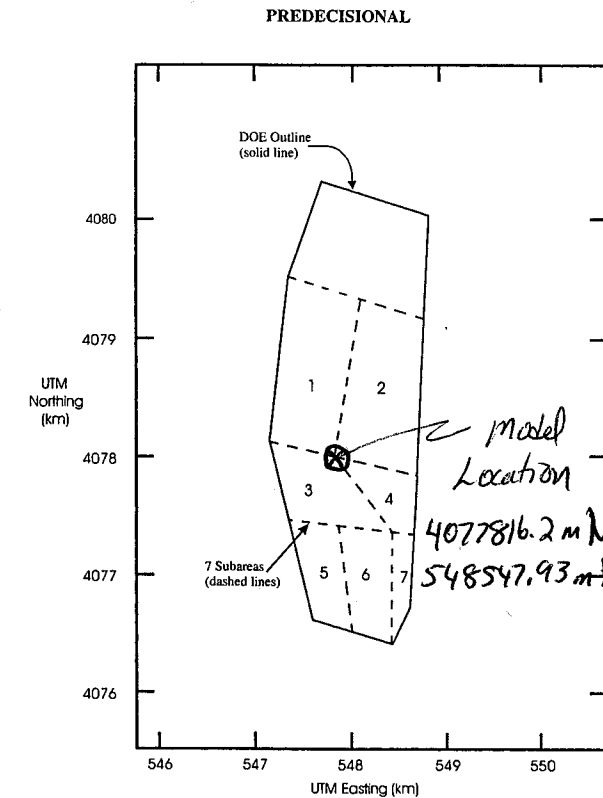 PREDECISIONAL
DOE Outline
(solid line)
4080
4079
UTM
Northing
(km)
1
2
Model
Location
4078
3
4
4077816.2 m N
7 Subareas
(dashed lines)
4077
5
6
7
548547.93 m
4076
546
547
548
549
550
UTM Easting (km)